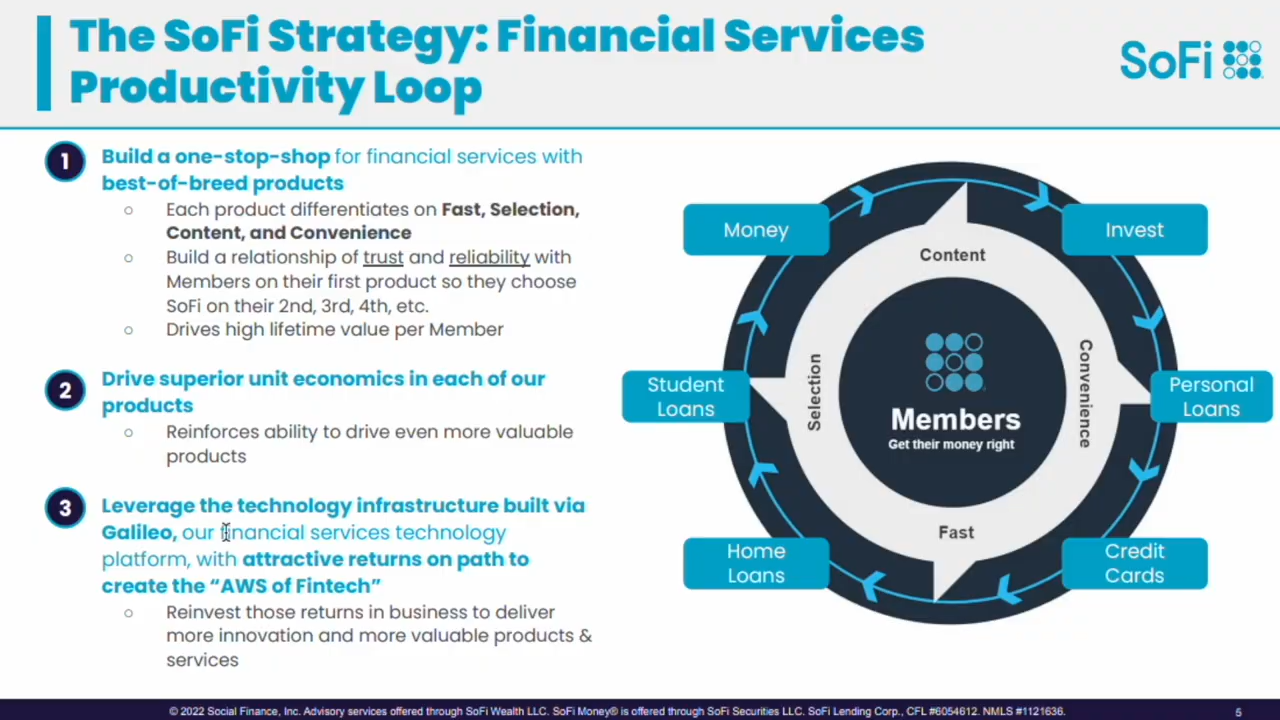 The SoFi Strategy: Financial Services
Productivity Loop
SoFi
1
Build a one-stop-shop for financial services with
best-of-breed products
○ Each product differentiates on Fast, Selection,
Content, and Convenience
○ Build a relationship of trust and reliability with
Members on their first product so they choose
SoFi on their 2nd, 3rd, 4th, etc.
○ Drives high lifetime value per Member
2
Drive superior unit economics in each of our
products
○ Reinforces ability to drive even more valuable
products
3
Leverage the technology infrastructure built via
Galileo, our financial services technology
platform, with attractive returns on path to
create the “AWS of Fintech”
○ Reinvest those returns in business to deliver
more innovation and more valuable products &
services
Money
Invest
Content
Student
Loans
Selection
Members
Get their money right
Convenience
Personal
Loans
Fast
Home
Loans
Credit
Cards
© 2022 Social Finance, Inc. Advisory services offered through SoFi Wealth LLC. SoFi Money® is offered through SoFi Securities LLC. SoFi Lending Corp., CFL #6054612. NMLS #1121636.
5